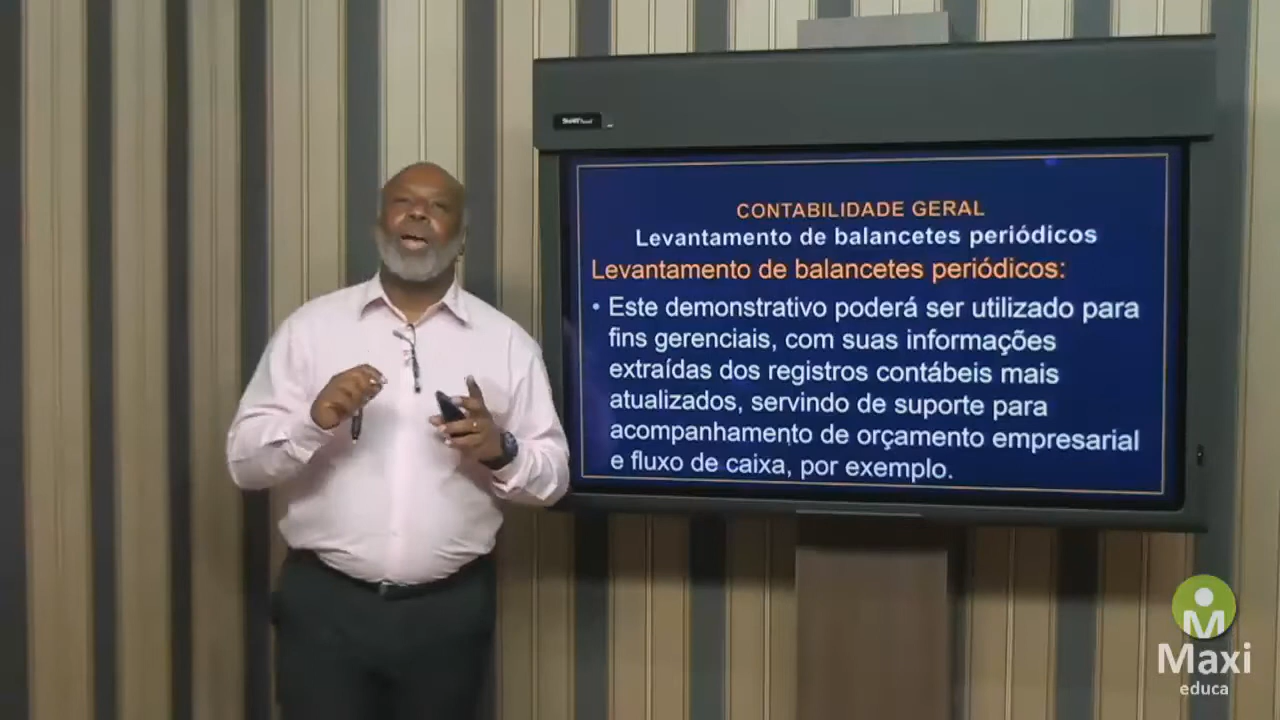 CONTABILIDADE GERAL
Levantamento de balancetes periódicos
Levantamento de balancetes periódicos:
• Este demonstrativo poderá ser utilizado para
fins gerenciais, com suas informações
extraídas dos registros contábeis mais
atualizados, servindo de suporte para
acompanhamento de orçamento empresarial
e fluxo de caixa, por exemplo.
M
Maxi
educa